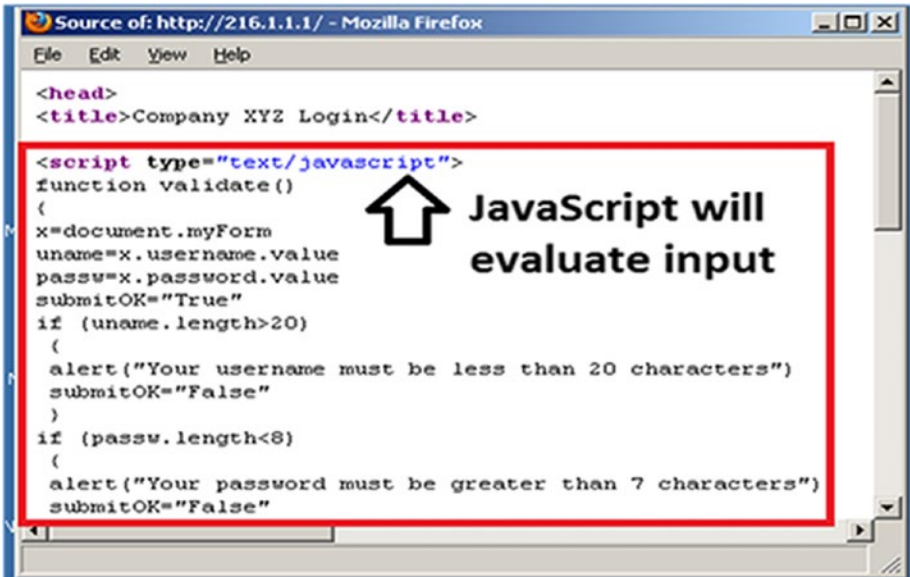 Source of: http://216.1.1.1/ - Mozilla Firefox
File Edit View Help
<head>
<title>Company XYZ Login</title>
<script type="text/javascript">
function validate()
{
x=document.myForm
uname=x.username.value
passw=x.password.value
submitOK="True"
if (uname.length>20)
{
alert("Your username must be less than 20 characters")
submitOK="False"
}
if (passw.length<8)
{
alert("Your password must be greater than 7 characters")
submitOK="False"
JavaScript will
evaluate input